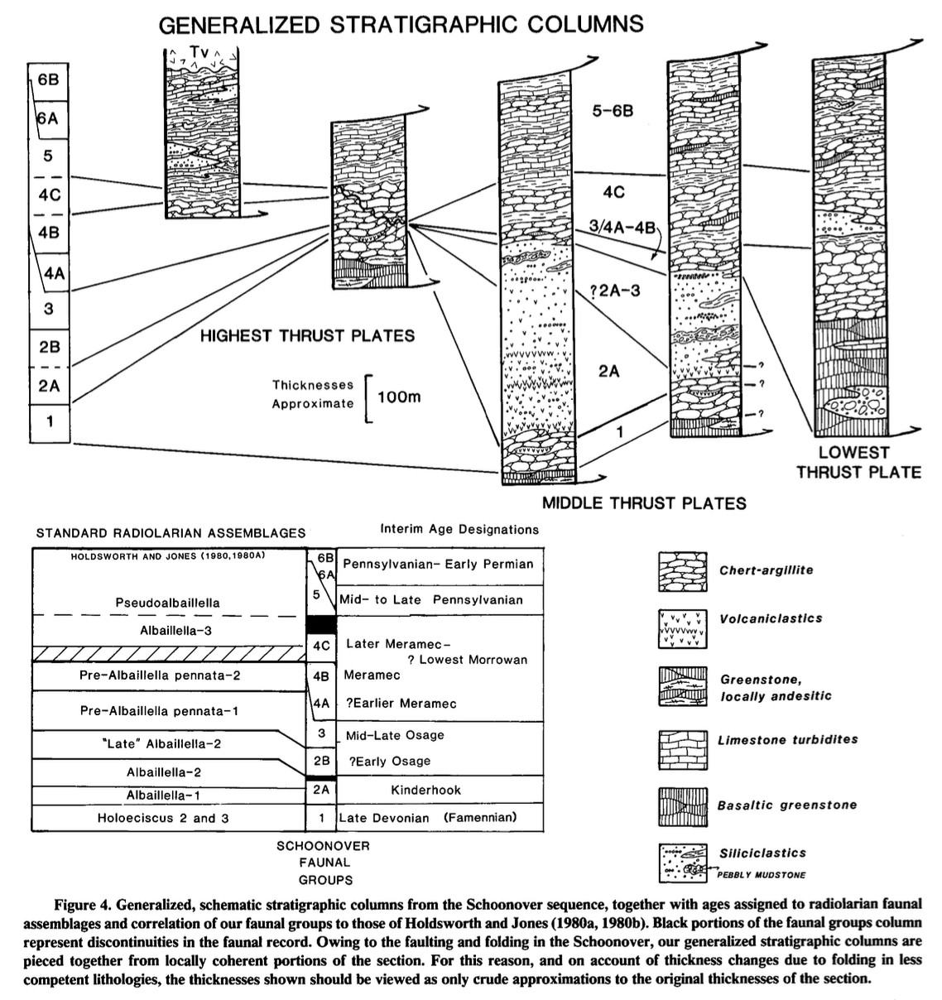 GENERALIZED STRATIGRAPHIC COLUMNS
Tv
6B
6A
5
4C
4B
4A
3
2B
2A
1
5-6B
4C
3/4A-4B
?2A-3
2A
1
?
?
?
HIGHEST THRUST PLATES
Thicknesses
Approximate
100m
LOWEST
THRUST PLATE
MIDDLE THRUST PLATES
STANDARD RADIOLARIAN ASSEMBLAGES
Interim Age Designations
HOLDSWORTH AND JONES (1980,1980A)
6B
Pennsylvanian- Early Permian
6A
Pseudoalbaillella
5
Mid- to Late Pennsylvanian
Albaillella-3
4C
Later Meramec-
? Lowest Morrowan
Pre-Albaillella pennata-2
4B
Meramec
Pre-Albaillella pennata-1
4A
?Earlier Meramec
"Late" Albaillella-2
3
Mid-Late Osage
2B
?Early Osage
Albaillella-2
Albaillella-1
2A
Kinderhook
Holoeciscus 2 and 3
1
Late Devonian (Famennian)
SCHOONOVER
FAUNAL
GROUPS
Chert-argillite
Volcaniclastics
Greenstone,
locally andesitic
Limestone turbidites
Basaltic greenstone
Siliciclastics
PEBBLY MUDSTONE
Figure 4. Generalized, schematic stratigraphic columns from the Schoonover sequence, together with ages assigned to radiolarian faunal
assemblages and correlation of our faunal groups to those of Holdsworth and Jones (1980a, 1980b). Black portions of the faunal groups column
represent discontinuities in the faunal record. Owing to the faulting and folding in the Schoonover, our generalized stratigraphic columns are
pieced together from locally coherent portions of the section. For this reason, and on account of thickness changes due to folding in less
competent lithologies, the thicknesses shown should be viewed as only crude approximations to the original thicknesses of the section.